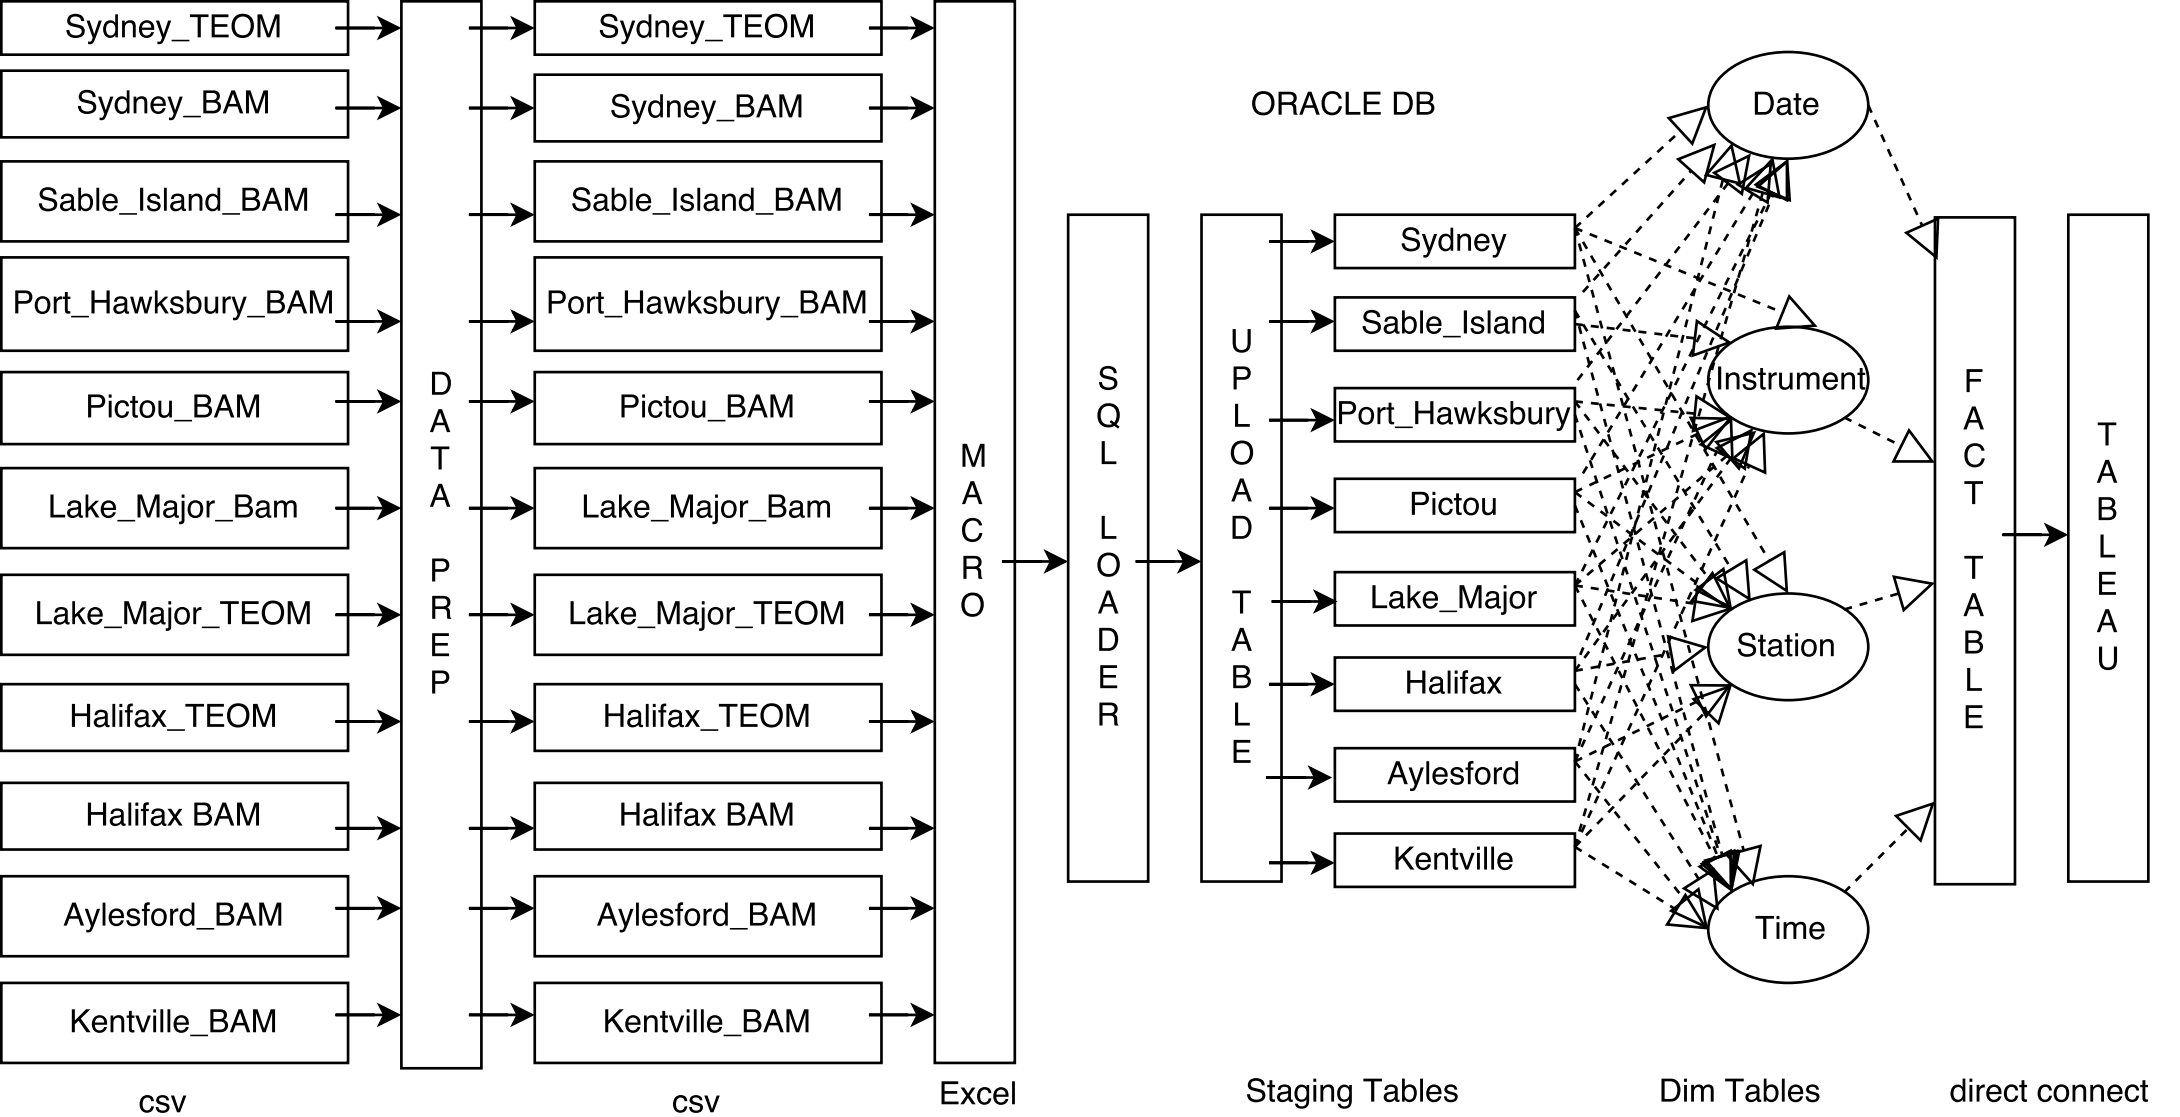 Sydney_TEOM
Sydney_BAM
Sable_Island_BAM
Port_Hawksbury_BAM
Pictou_BAM
Lake_Major_Bam
Lake_Major_TEOM
Halifax_TEOM
Halifax BAM
Aylesford_BAM
Kentville_BAM
csv
DATA PREP
Sydney_TEOM
Sydney_BAM
Sable_Island_BAM
Port_Hawksbury_BAM
Pictou_BAM
Lake_Major_Bam
Lake_Major_TEOM
Halifax_TEOM
Halifax BAM
Aylesford_BAM
Kentville_BAM
csv
MACRO
Excel
SQL LOADER
ORACLE DB
UPLOAD TABLE
Sydney
Sable_Island
Port_Hawksbury
Pictou
Lake_Major
Halifax
Aylesford
Kentville
Staging Tables
Date
Instrument
Station
Time
Dim Tables
FACT TABLE
TABLEAU
direct connect